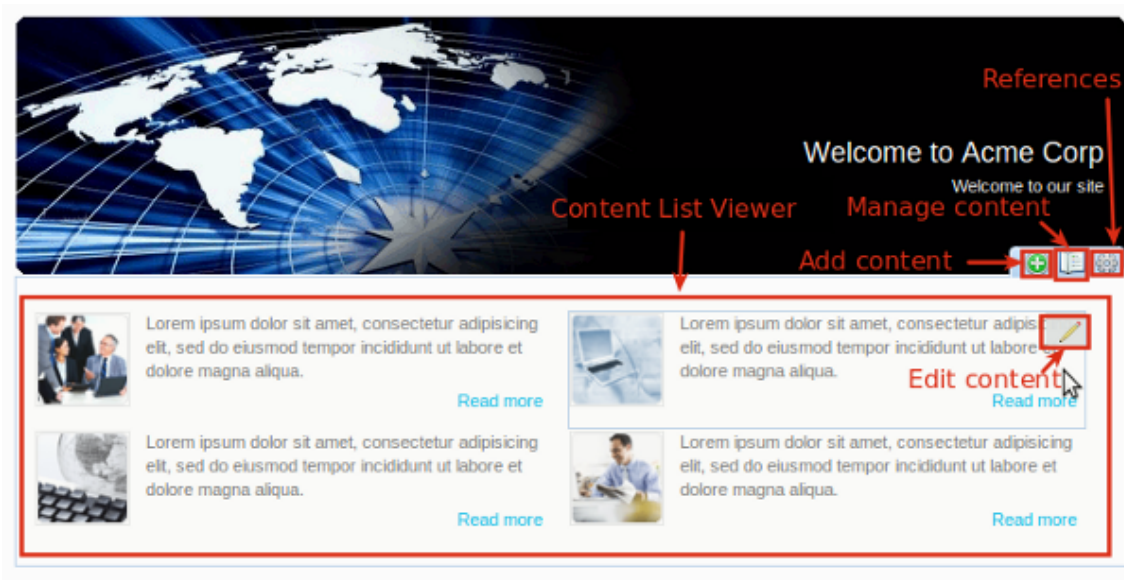 References
Welcome to Acme Corp
Welcome to our site
Content List Viewer
Manage content
Add content
Lorem ipsum dolor sit amet, consectetur adipisicing
elit, sed do eiusmod tempor incididunt ut labore et
dolore magna aliqua.
Read more
Lorem ipsum dolor sit amet, consectetur
elit, sed do eiusmod tempor incididunt ut labore
dolore magna aliqua.
Edit content
Read more
Lorem ipsum dolor sit amet, consectetur adipisicing
elit, sed do eiusmod tempor incididunt ut labore et
dolore magna aliqua.
Read more
Lorem ipsum dolor sit amet, consectetur adipisicing
elit, sed do eiusmod tempor incididunt ut labore et
dolore magna aliqua.
Read more